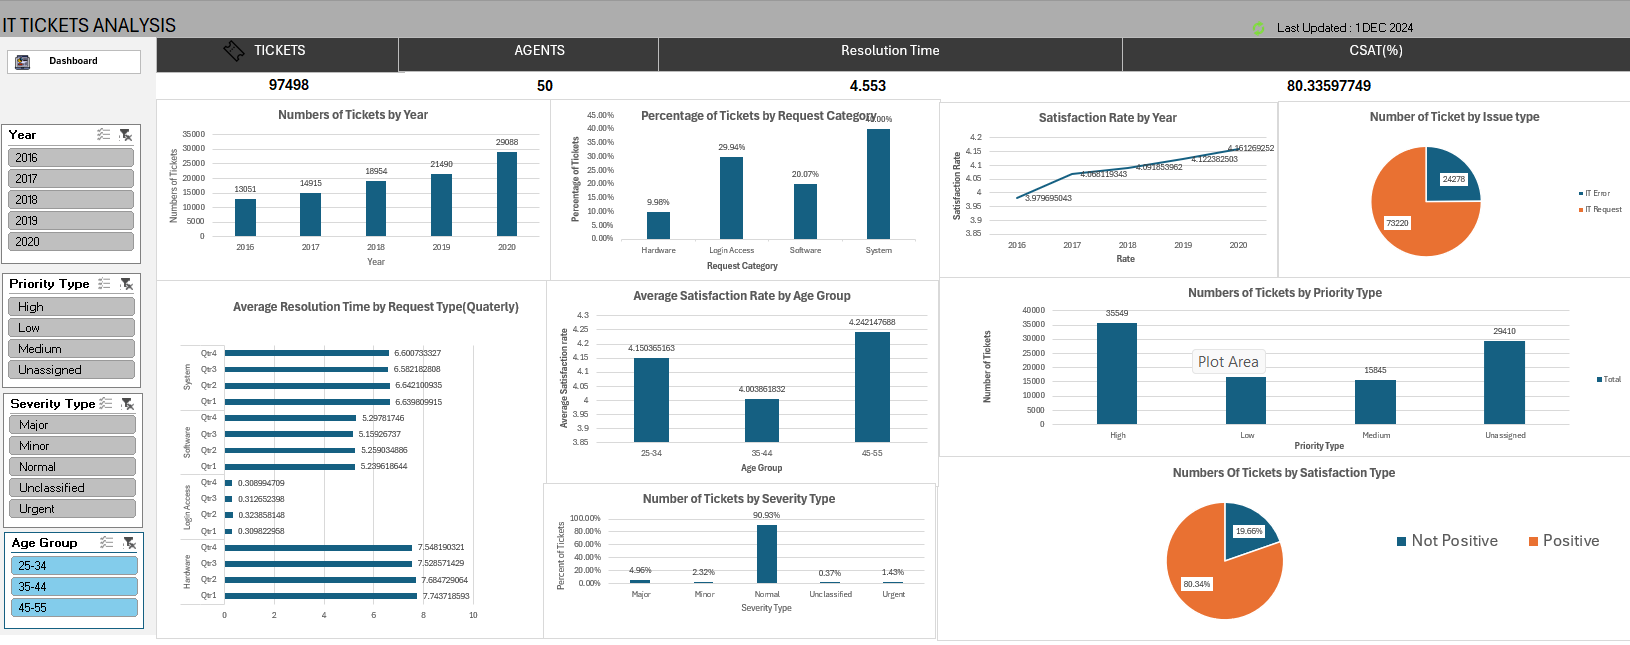 IT TICKETS ANALYSIS
Last Updated : 1DEC 2024
Dashboard
TICKETS
AGENTS
Resolution Time
CSAT(%)
97498
50
4.553
80.33597749
Year
2016
2017
2018
2019
2020
Priority Type
High
Low
Medium
Unassigned
Severity Type
Major
Minor
Normal
Unclassified
Urgent
Age Group
25-34
35-44
45-55
Numbers of Tickets by Year
Numbers of Tickets
35000
30000
25000
20000
15000
10000
5000
0
13051
14915
18954
21490
29088
2016
2017
2018
2019
2020
Year
Percentage of Tickets by Request Category
Percentage of Tickets
45.00%
40.00%
35.00%
30.00%
25.00%
20.00%
15.00%
10.00%
5.00%
0.00%
9.98%
29.94%
20.07%
Hardware
Login Access
Software
System
Request Category
Satisfaction Rate by Year
Satisfaction Rate
4.2
4.15
4.1
4.05
4
3.95
3.9
3.85
3.979695043
4.068119343
4.091853962
4.122382503
4.161269252
2016
2017
2018
2019
2020
Rate
Number of Ticket by Issue type
24278
73220
IT Error
IT Request
Average Resolution Time by Request Type(Quaterly)
System
Qtr4
6.600733327
Qtr3
6.582182808
Qtr2
6.642100935
Qtr1
6.639809915
Software
Qtr4
5.29781746
Qtr3
5.15926737
Qtr2
5.259034886
Qtr1
5.239618644
Login Access
Qtr4
0.308994709
Qtr3
0.312652398
Qtr2
0.323858148
Qtr1
0.309822958
Hardware
Qtr4
7.548190321
Qtr3
7.528571429
Qtr2
7.684729064
Qtr1
7.743718593
0
2
4
6
8
10
Average Satisfaction Rate by Age Group
Average Satisfaction rate
4.3
4.25
4.2
4.15
4.1
4.05
4
3.95
3.9
3.85
4.150365163
4.003861832
4.242147688
25-34
35-44
45-55
Age Group
Numbers of Tickets by Priority Type
Number of Tickets
40000
35000
30000
25000
20000
15000
10000
5000
0
35549
Plot Area
15845
29410
High
Low
Medium
Unassigned
Priority Type
Total
Number of Tickets by Severity Type
Percent of Tickets
100.00%
80.00%
60.00%
40.00%
20.00%
0.00%
4.96%
2.32%
90.93%
0.37%
1.43%
Major
Minor
Normal
Unclassified
Urgent
Severity Type
Numbers Of Tickets by Satisfaction Type
19.66%
80.34%
Not Positive
Positive